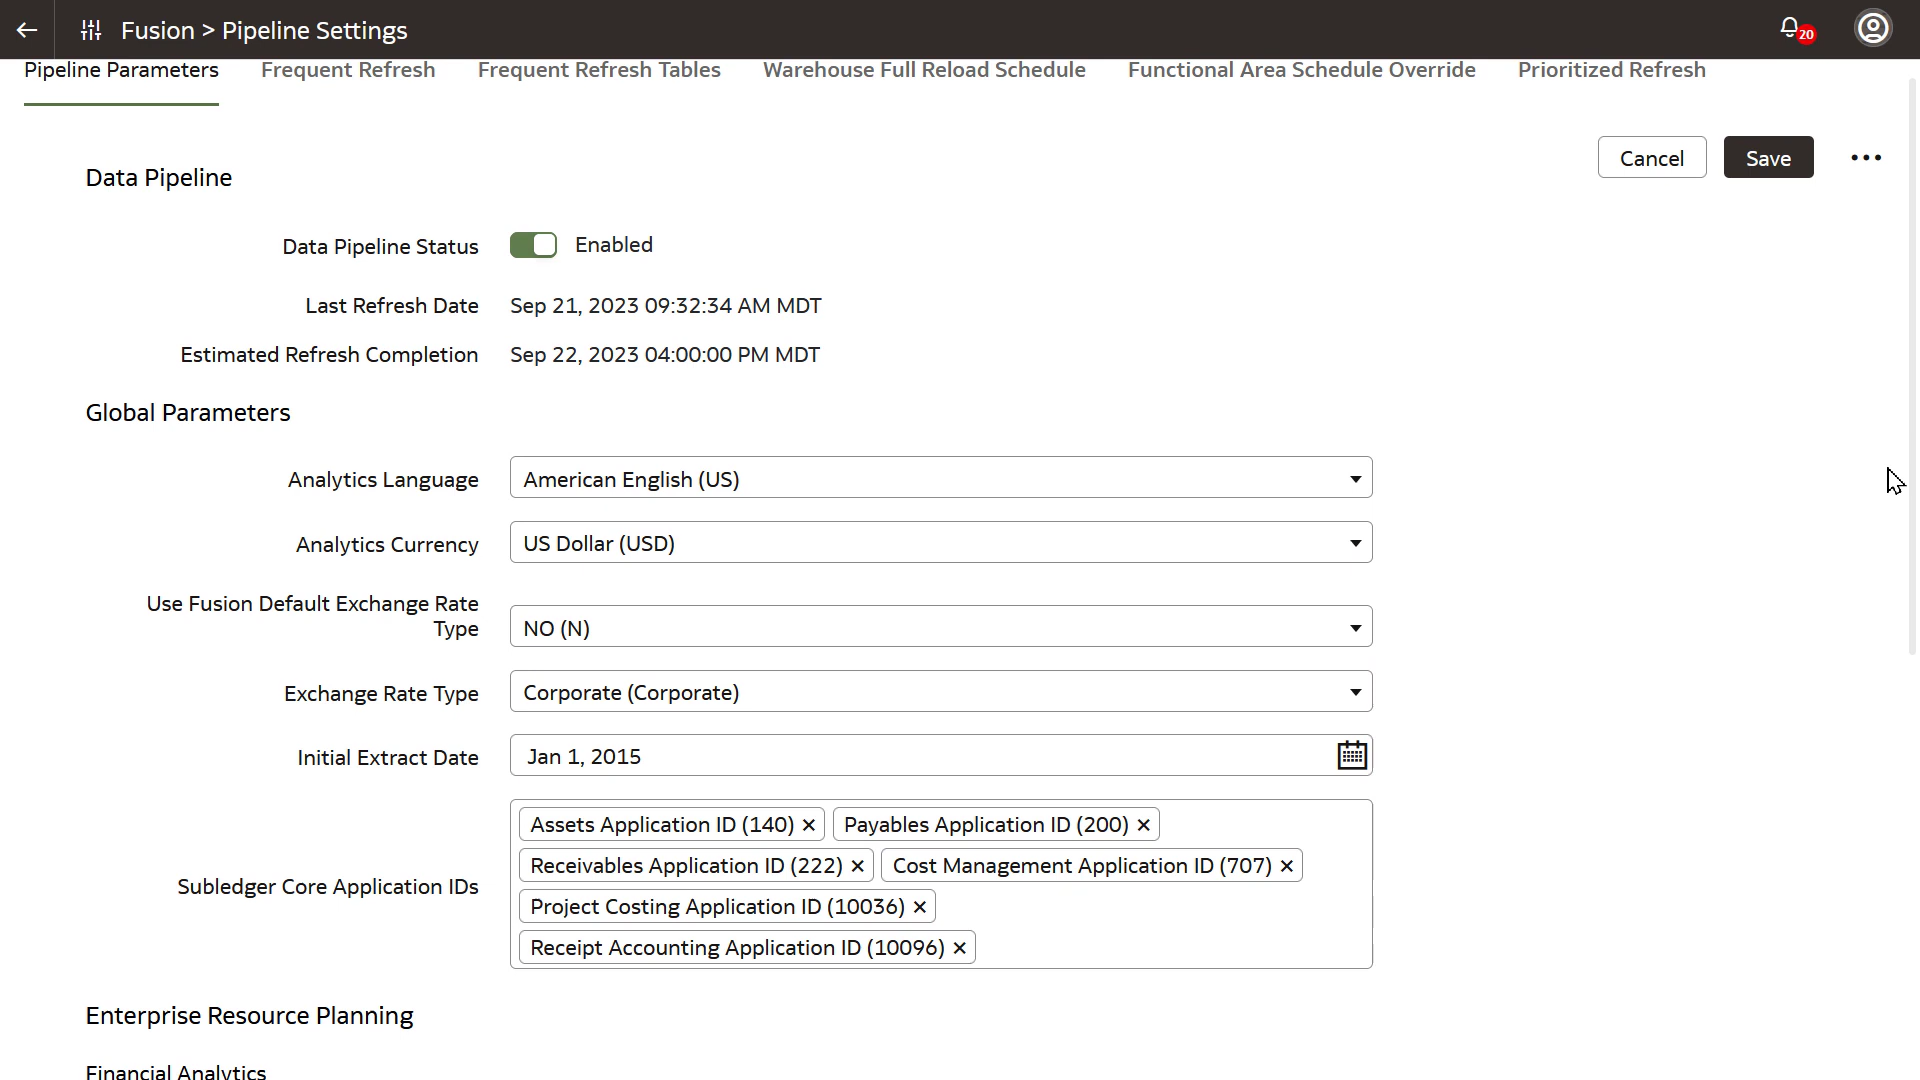 Fusion > Pipeline Settings
20
Pipeline Parameters
Frequent Refresh
Frequent Refresh Tables
Warehouse Full Reload Schedule
Functional Area Schedule Override
Prioritized Refresh
Cancel
Save
Data Pipeline
Data Pipeline Status
Enabled
Last Refresh Date
Sep 21, 2023 09:32:34 AM MDT
Estimated Refresh Completion
Sep 22, 2023 04:00:00 PM MDT
Global Parameters
Analytics Language
American English (US)
Analytics Currency
US Dollar (USD)
Use Fusion Default Exchange Rate
Type
NO (N)
Exchange Rate Type
Corporate (Corporate)
Initial Extract Date
Jan 1, 2015
Subledger Core Application IDs
Assets Application ID (140)
Payables Application ID (200)
Receivables Application ID (222)
Cost Management Application ID (707)
Project Costing Application ID (10036)
Receipt Accounting Application ID (10096)
Enterprise Resource Planning
Financial Analytics